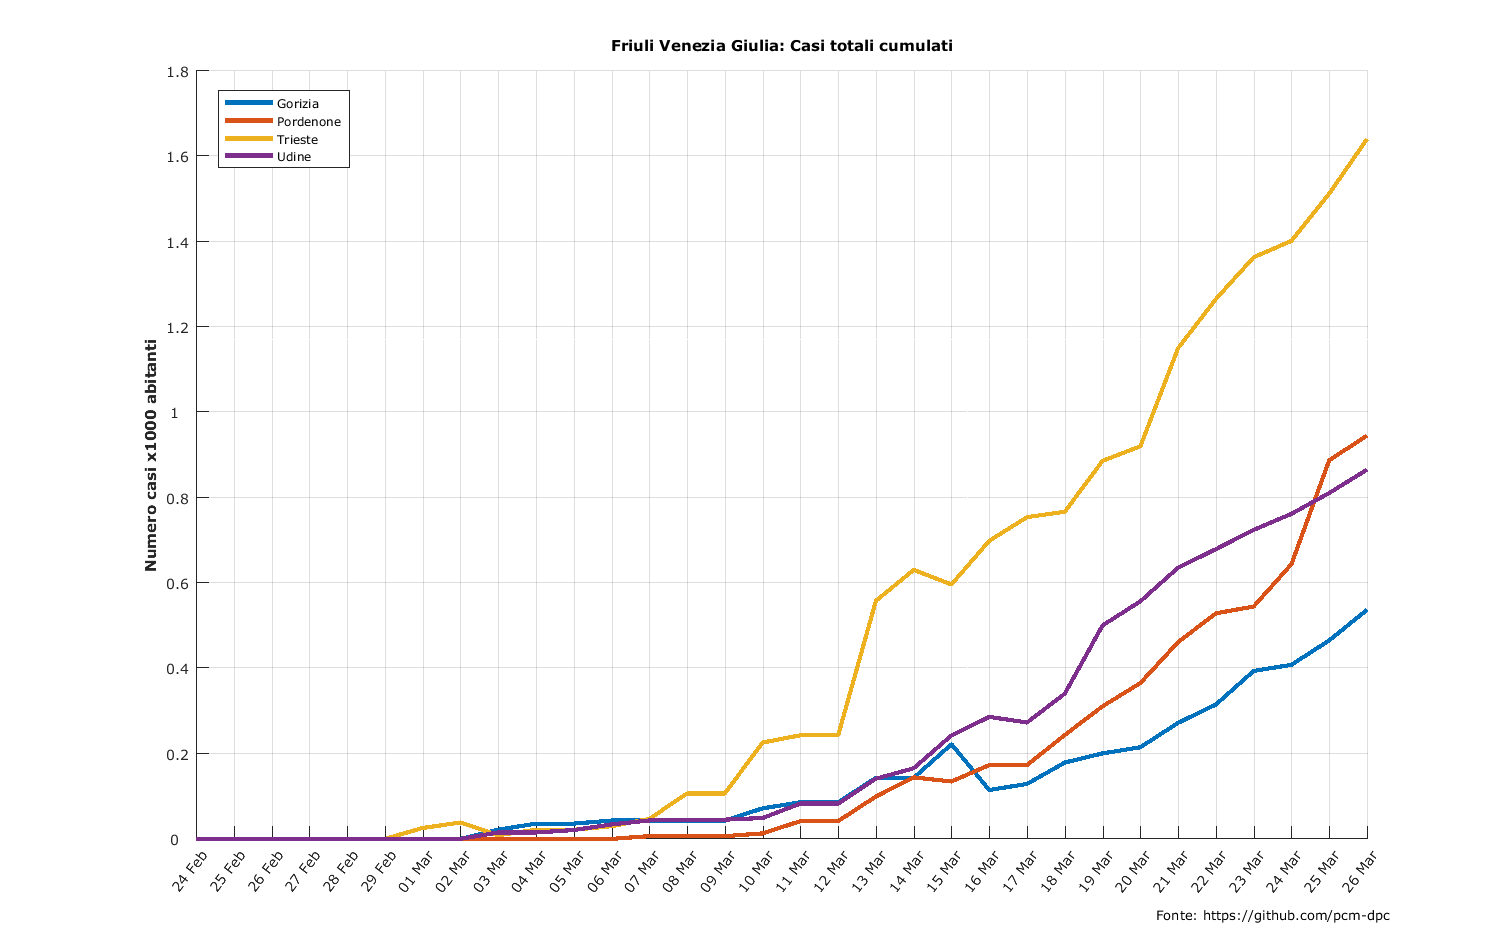 Friuli Venezia Giulia: Casi totali cumulati
1.8
1.6
1.4
1.2
1
0.8
0.6
0.4
0.2
0
Numero casi x1000 abitanti
Gorizia
Pordenone
Trieste
Udine
24 Feb
25 Feb
26 Feb
27 Feb
28 Feb
29 Feb
01 Mar
02 Mar
03 Mar
04 Mar
05 Mar
06 Mar
07 Mar
08 Mar
09 Mar
10 Mar
11 Mar
12 Mar
13 Mar
14 Mar
15 Mar
16 Mar
17 Mar
18 Mar
19 Mar
20 Mar
21 Mar
22 Mar
23 Mar
24 Mar
25 Mar
26 Mar
Fonte: https://github.com/pcm-dpc